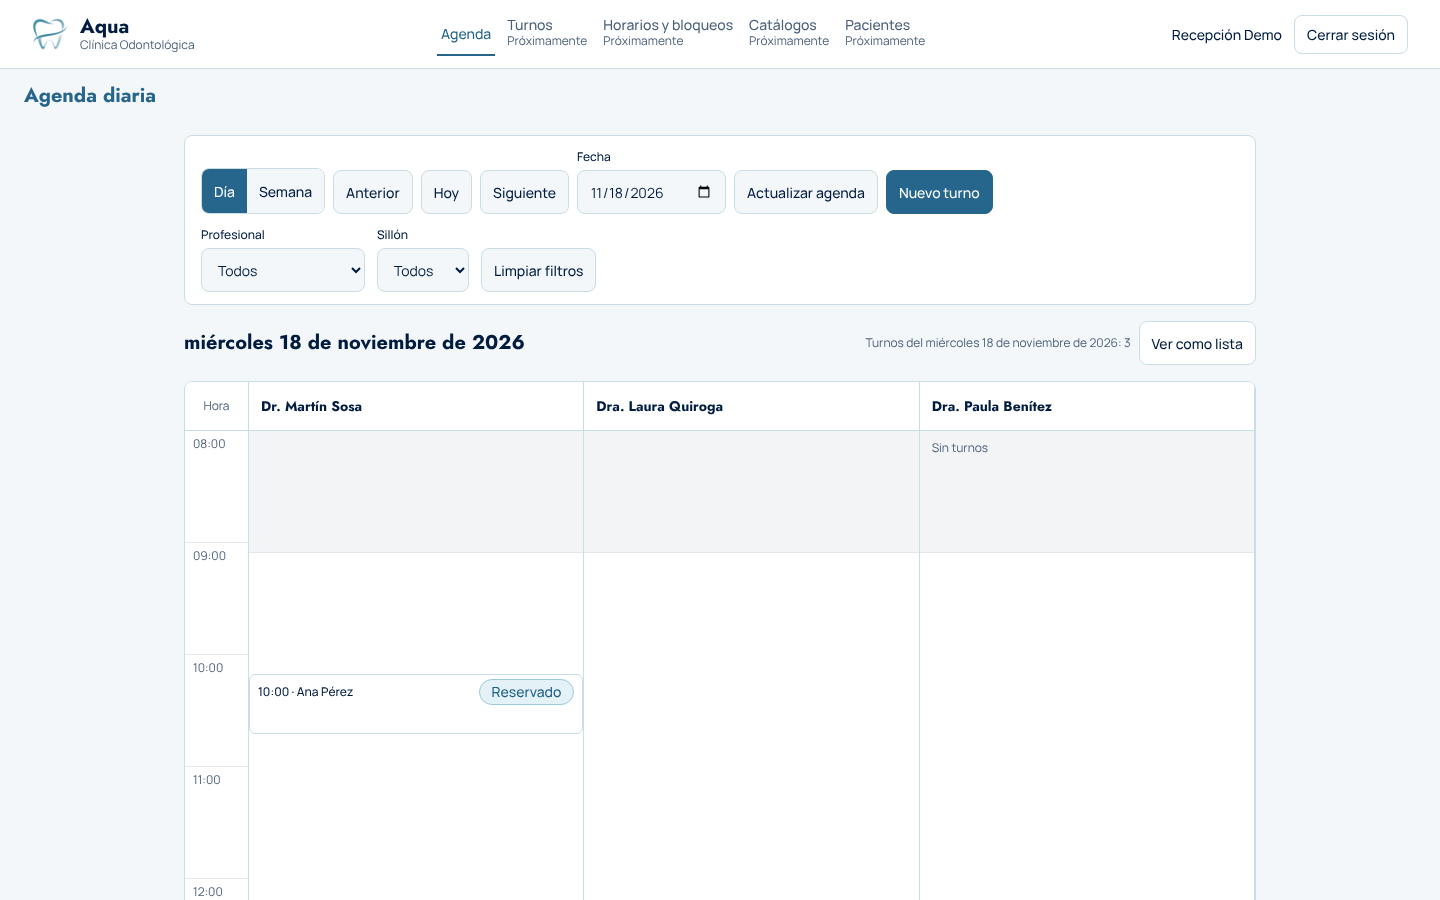 Aqua
Clínica Odontológica
Agenda
Turnos
Próximamente
Horarios y bloqueos
Próximamente
Catálogos
Próximamente
Pacientes
Próximamente
Recepción Demo
Cerrar sesión
Agenda diaria
Fecha
Día
Semana
Anterior
Hoy
Siguiente
11/18/2026
Actualizar agenda
Nuevo turno
Profesional
Sillón
Todos
Todos
Limpiar filtros
miércoles 18 de noviembre de 2026
Turnos del miércoles 18 de noviembre de 2026: 3
Ver como lista
Hora
Dr. Martín Sosa
Dra. Laura Quiroga
Dra. Paula Benítez
08:00
Sin turnos
09:00
10:00
10:00 · Ana Pérez
Reservado
11:00
12:00